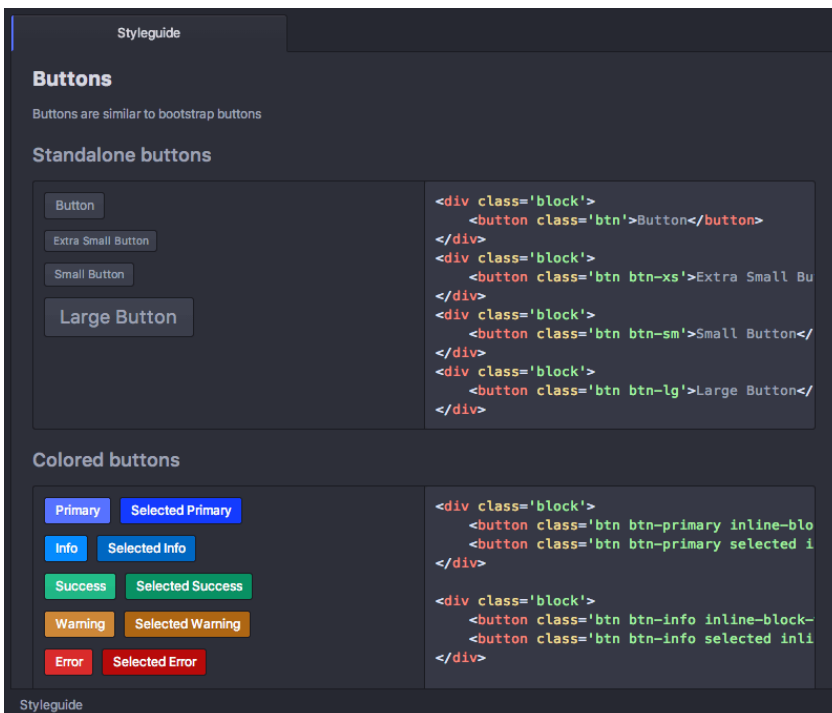 Styleguide
Buttons
Buttons are similar to bootstrap buttons
Standalone buttons
Button
Extra Small Button
Small Button
Large Button
<div class='block'>
    <button class='btn'>Button</button>
</div>
<div class='block'>
    <button class='btn btn-xs'>Extra Small Bu
</div>
<div class='block'>
    <button class='btn btn-sm'>Small Button</
</div>
<div class='block'>
    <button class='btn btn-lg'>Large Button</
</div>
Colored buttons
Primary Selected Primary
Info Selected Info
Success Selected Success
Warning Selected Warning
Error Selected Error
<div class='block'>
    <button class='btn btn-primary inline-blo
    <button class='btn btn-primary selected i
</div>

<div class='block'>
    <button class='btn btn-info inline-block-
    <button class='btn btn-info selected inli
</div>
Styleguide